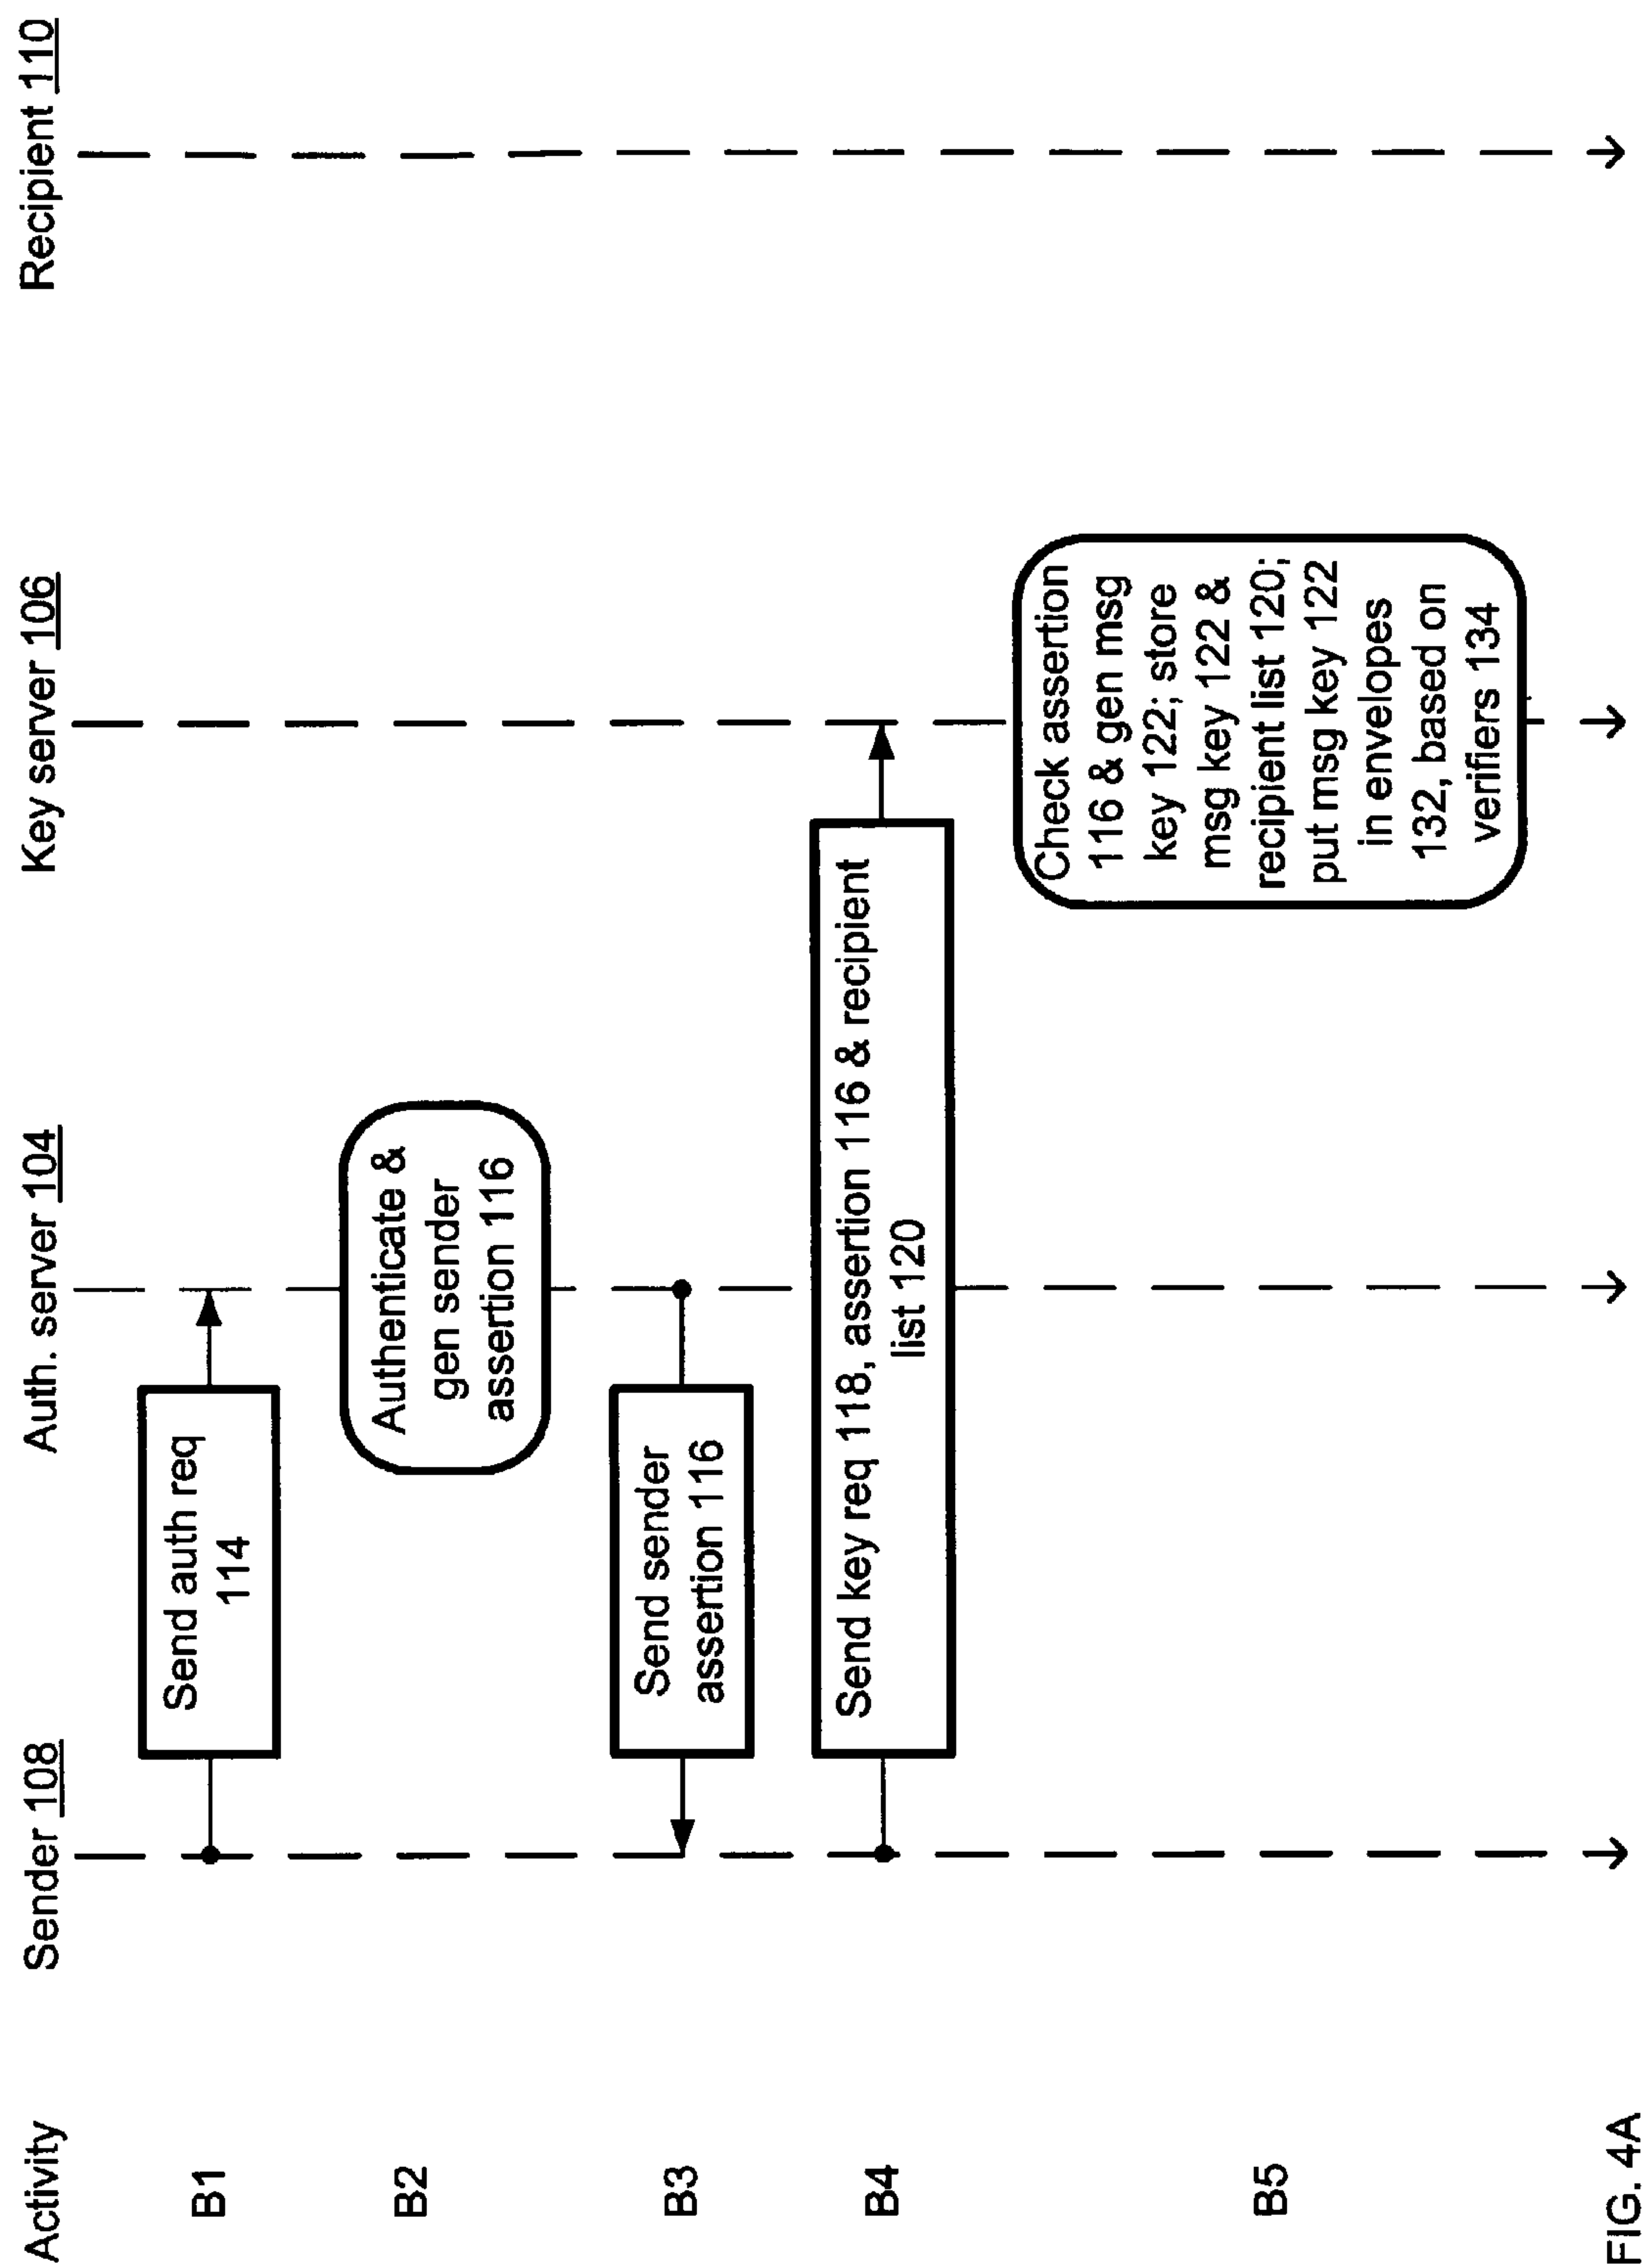 Activity
Sender 108
Auth. server 104
Key server 106
Recipient 110
B1
Send auth req
114
B2
Authenticate &
gen sender
assertion 116
B3
Send sender
assertion 116
B4
Send key req 118, assertion 116 & recipient
list 120
B5
Check assertion
116 & gen msg
key 122; store
msg key 122 &
recipient list 120;
put msg key 122
in envelopes
132, based on
verifiers 134
FIG. 4A